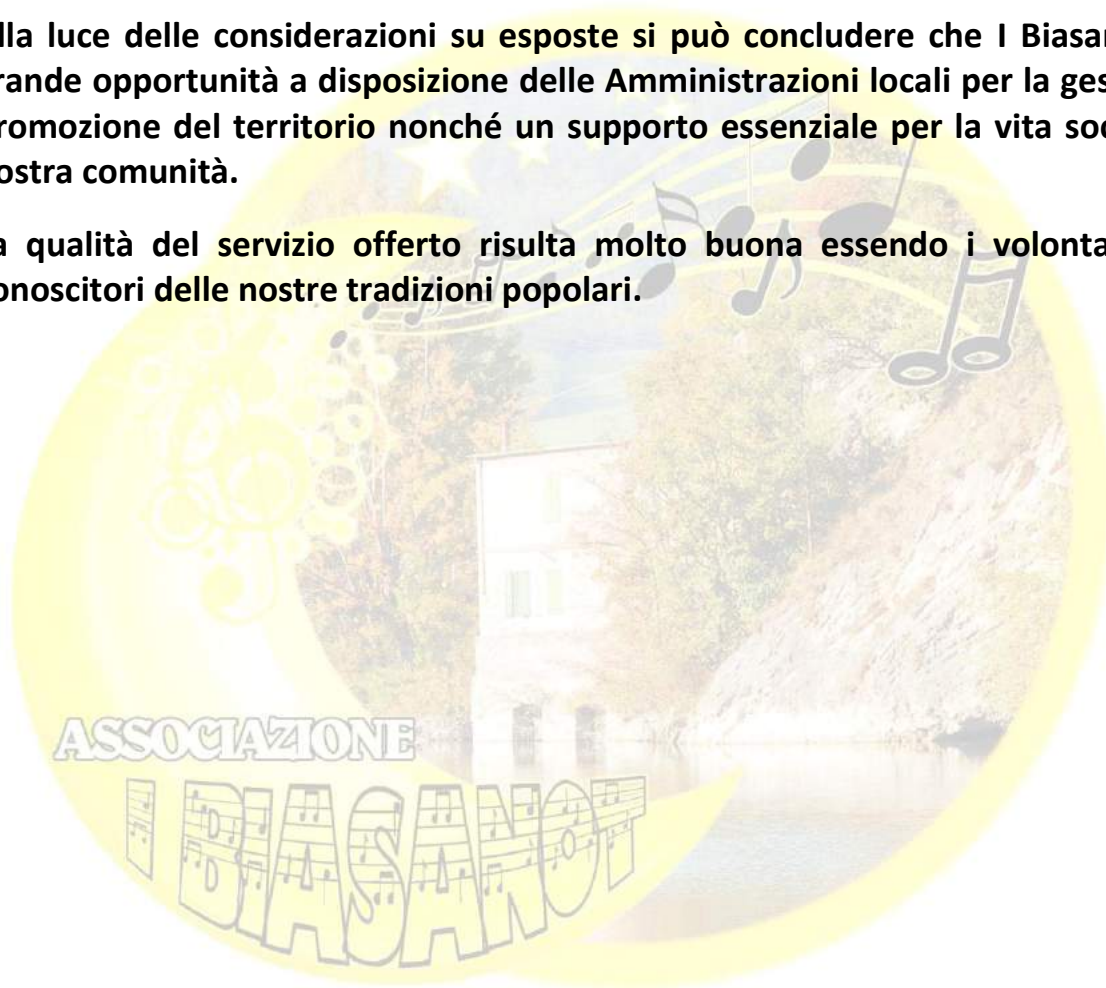 lla luce delle considerazioni su esposte si può concludere che I Biasan
rande opportunità a disposizione delle Amministrazioni locali per la ges
romozione del territorio nonché un supporto essenziale per la vita soc
ostra comunità.
a qualità del servizio offerto risulta molto buona essendo i volonta
onoscitori delle nostre tradizioni popolari.
ASSOCIAZIONE
I BIASANOT